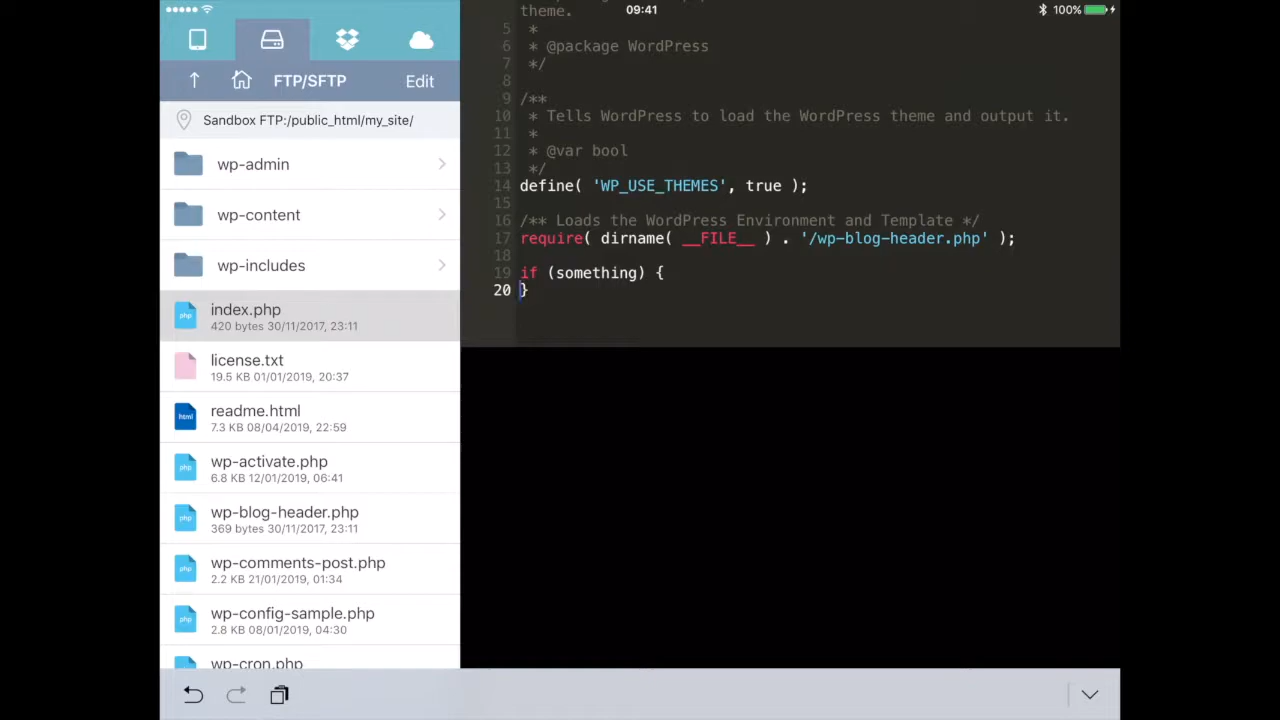 09:41
100%
FTP/SFTP
Edit
Sandbox FTP:/public_html/my_site/
wp-admin
wp-content
wp-includes
index.php
420 bytes 30/11/2017, 23:11
license.txt
19.5 KB 01/01/2019, 20:37
readme.html
7.3 KB 08/04/2019, 22:59
wp-activate.php
6.8 KB 12/01/2019, 06:41
wp-blog-header.php
369 bytes 30/11/2017, 23:11
wp-comments-post.php
2.2 KB 21/01/2019, 01:34
wp-config-sample.php
2.8 KB 08/01/2019, 04:30
wp-cron.php
php
php
html
php
php
php
php
theme.
5 *
6 * @package WordPress
7 */
8
9 /**
10 * Tells WordPress to load the WordPress theme and output it.
11 *
12 * @var bool
13 */
14 define( 'WP_USE_THEMES', true );
15
16 /** Loads the WordPress Environment and Template */
17 require( dirname( __FILE__ ) . '/wp-blog-header.php' );
18
19 if (something) {
20 }